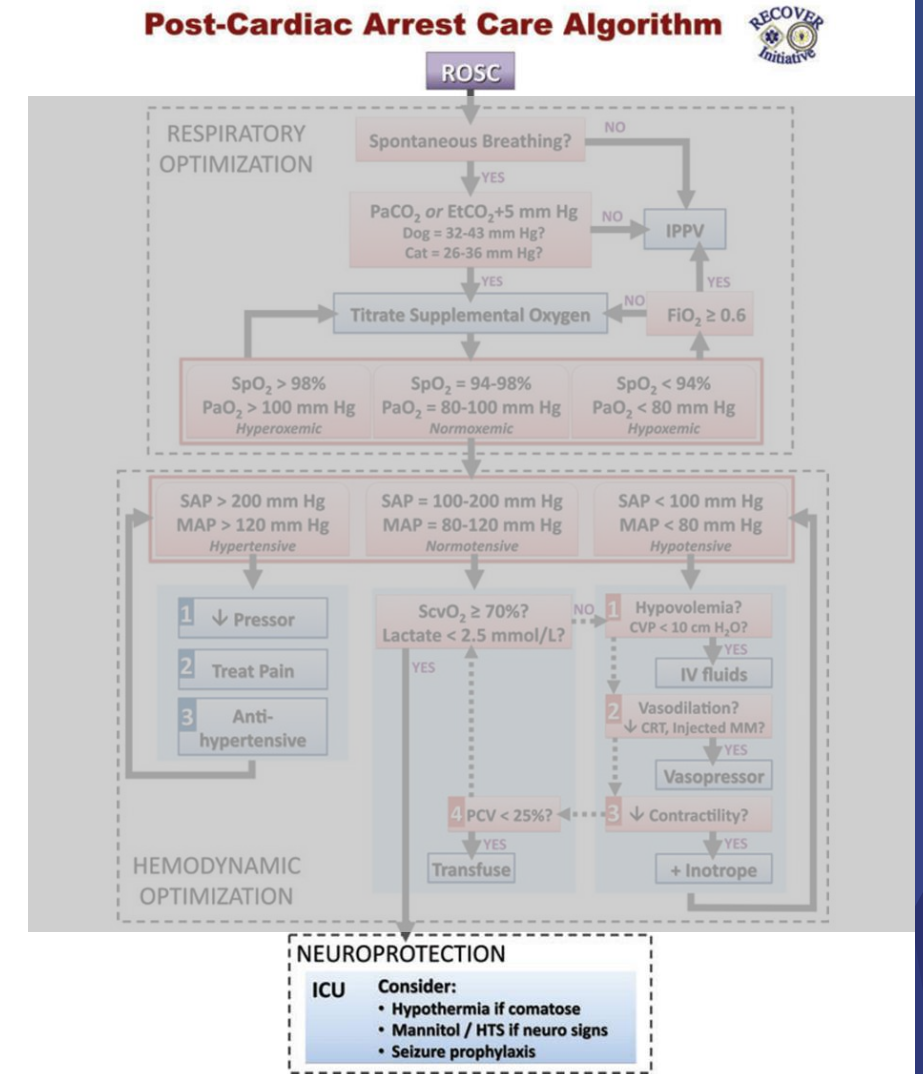 Post-Cardiac Arrest Care Algorithm
RECOVER
Initiative
ROSC
RESPIRATORY
OPTIMIZATION
Spontaneous Breathing?
NO
YES
PaCO₂ or EtCO₂+5 mm Hg
Dog = 32-43 mm Hg?
Cat = 26-36 mm Hg?
NO
IPPV
YES
YES
Titrate Supplemental Oxygen
NO
FiO₂ ≥ 0.6
SpO₂ > 98%
PaO₂ > 100 mm Hg
Hyperoxemic
SpO₂ = 94-98%
PaO₂ = 80-100 mm Hg
Normoxemic
SpO₂ < 94%
PaO₂ < 80 mm Hg
Hypoxemic
SAP > 200 mm Hg
MAP > 120 mm Hg
Hypertensive
SAP = 100-200 mm Hg
MAP = 80-120 mm Hg
Normotensive
SAP < 100 mm Hg
MAP < 80 mm Hg
Hypotensive
1 ↓ Pressor
2 Treat Pain
3 Anti-
hypertensive
ScvO₂ ≥ 70%?
Lactate < 2.5 mmol/L?
NO
YES
1 Hypovolemia?
CVP < 10 cm H₂O?
YES
IV fluids
2 Vasodilation?
↓ CRT, Injected MM?
YES
Vasopressor
3 ↓ Contractility?
YES
+ Inotrope
4 PCV < 25%?
YES
Transfuse
HEMODYNAMIC
OPTIMIZATION
NEUROPROTECTION
ICU
Consider:
• Hypothermia if comatose
• Mannitol / HTS if neuro signs
• Seizure prophylaxis